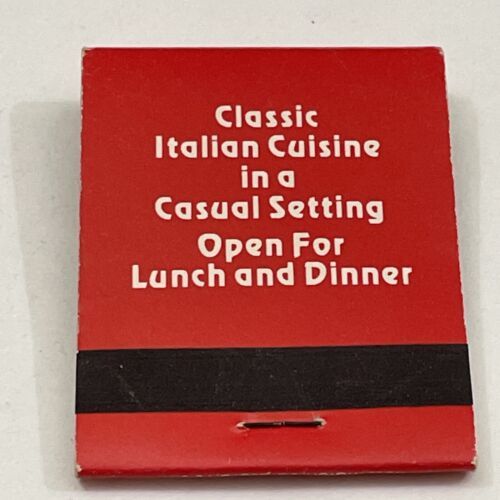 Classic
Italian Cuisine
in a
Casual Setting
Open For
Lunch and Dinner